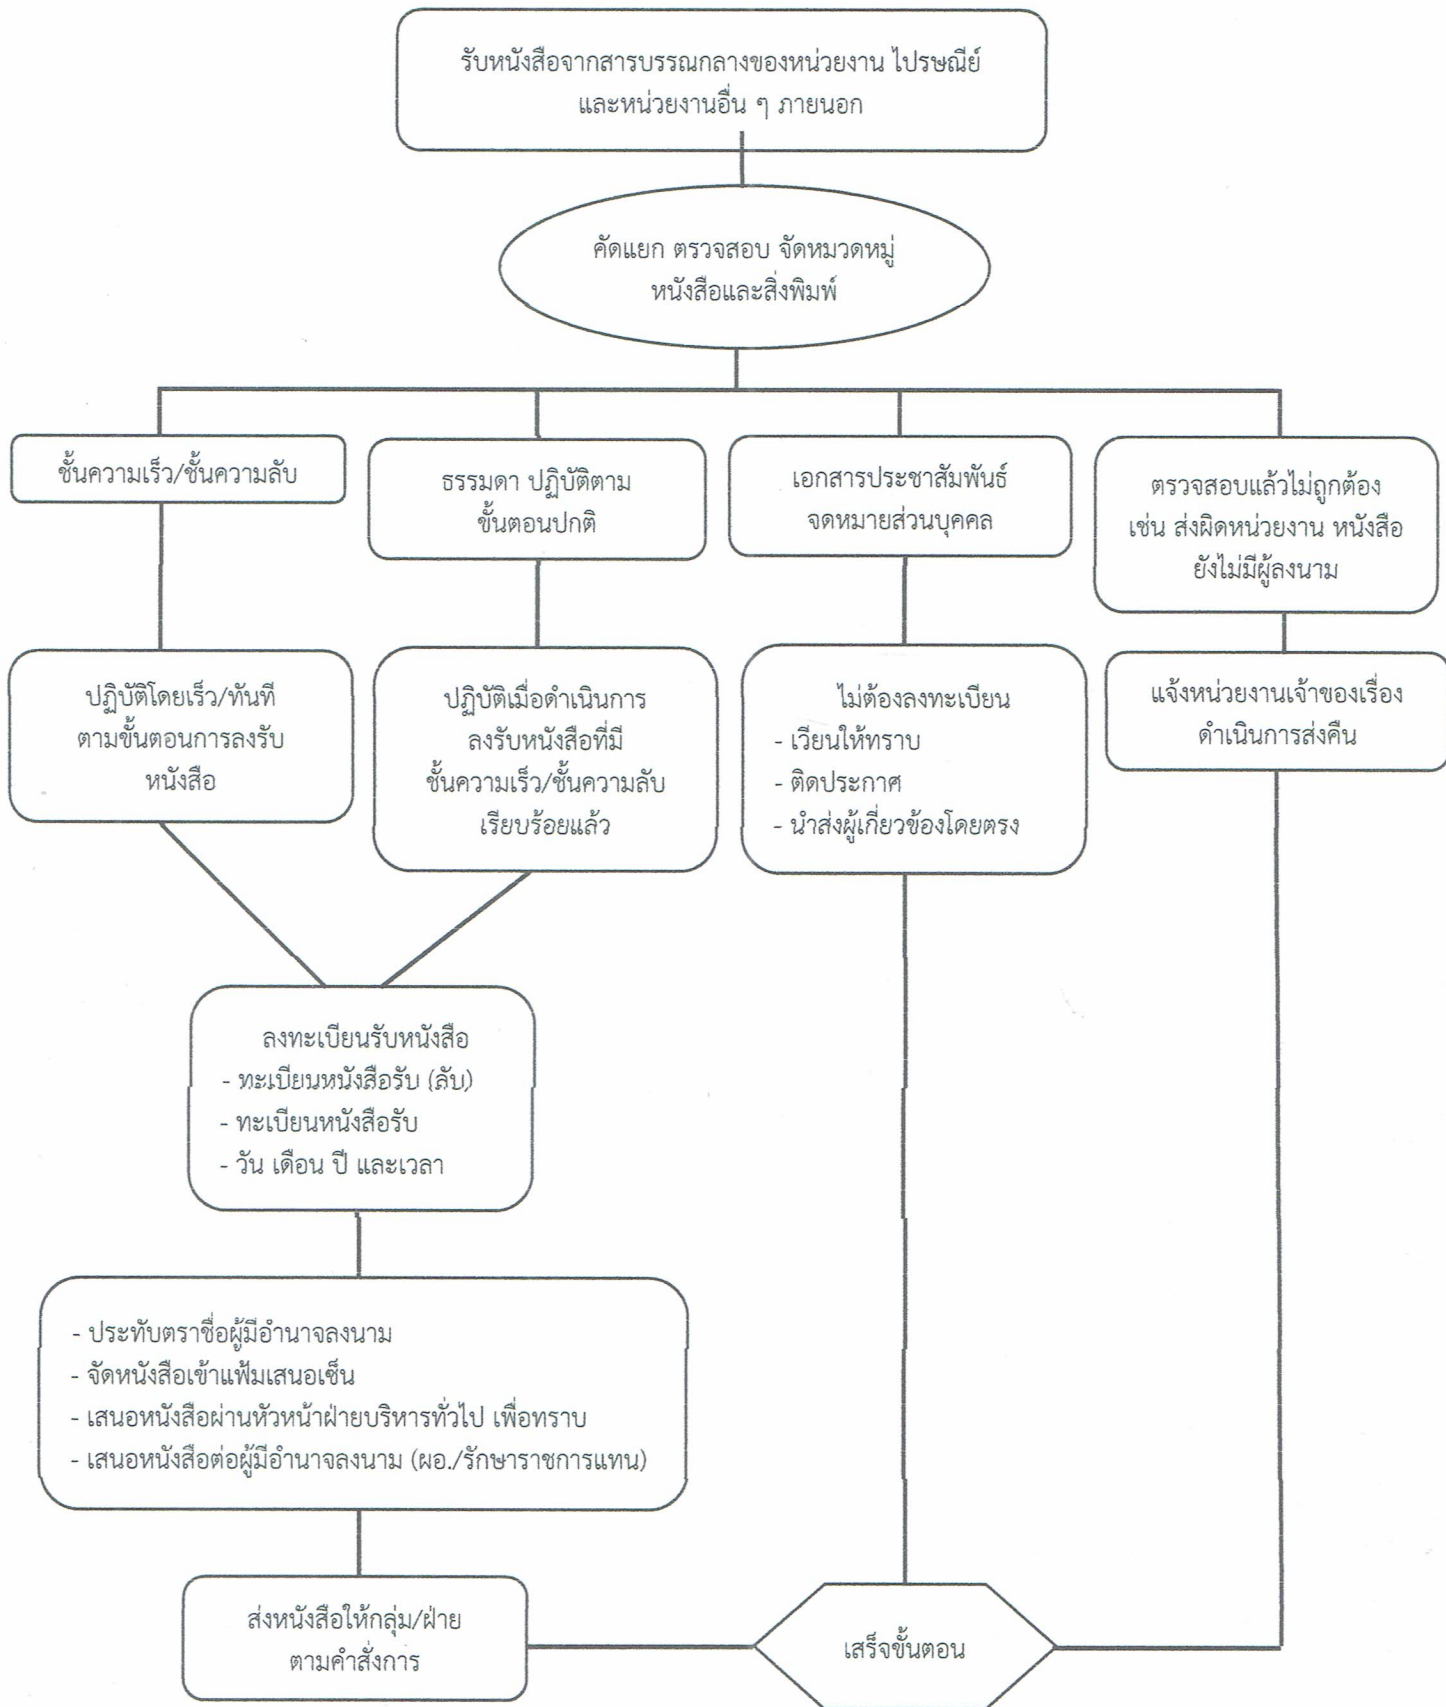 รับหนังสือจากสารบรรณกลางของหน่วยงาน ไปรษณีย์
และหน่วยงานอื่น ๆ ภายนอก
คัดแยก ตรวจสอบ จัดหมวดหมู่
หนังสือและสิ่งพิมพ์
ชั้นความเร็ว/ชั้นความลับ
ธรรมดา ปฏิบัติตาม
ขั้นตอนปกติ
เอกสารประชาสัมพันธ์
จดหมายส่วนบุคคล
ตรวจสอบแล้วไม่ถูกต้อง
เช่น ส่งผิดหน่วยงาน หนังสือ
ยังไม่มีผู้ลงนาม
ปฏิบัติโดยเร็ว/ทันที
ตามขั้นตอนการลงรับ
หนังสือ
ปฏิบัติเมื่อดำเนินการ
ลงรับหนังสือที่มี
ชั้นความเร็ว/ชั้นความลับ
เรียบร้อยแล้ว
ไม่ต้องลงทะเบียน
- เวียนให้ทราบ
- ติดประกาศ
- นำส่งผู้เกี่ยวข้องโดยตรง
แจ้งหน่วยงานเจ้าของเรื่อง
ดำเนินการส่งคืน
ลงทะเบียนรับหนังสือ
- ทะเบียนหนังสือรับ (ลับ)
- ทะเบียนหนังสือรับ
- วัน เดือน ปี และเวลา
- ประทับตราชื่อผู้มีอำนาจลงนาม
- จัดหนังสือเข้าแฟ้มเสนอเซ็น
- เสนอหนังสือผ่านหัวหน้าฝ่ายบริหารทั่วไป เพื่อทราบ
- เสนอหนังสือต่อผู้มีอำนาจลงนาม (ผอ./รักษาราชการแทน)
ส่งหนังสือให้กลุ่ม/ฝ่าย
ตามคำสั่งการ
เสร็จขั้นตอน